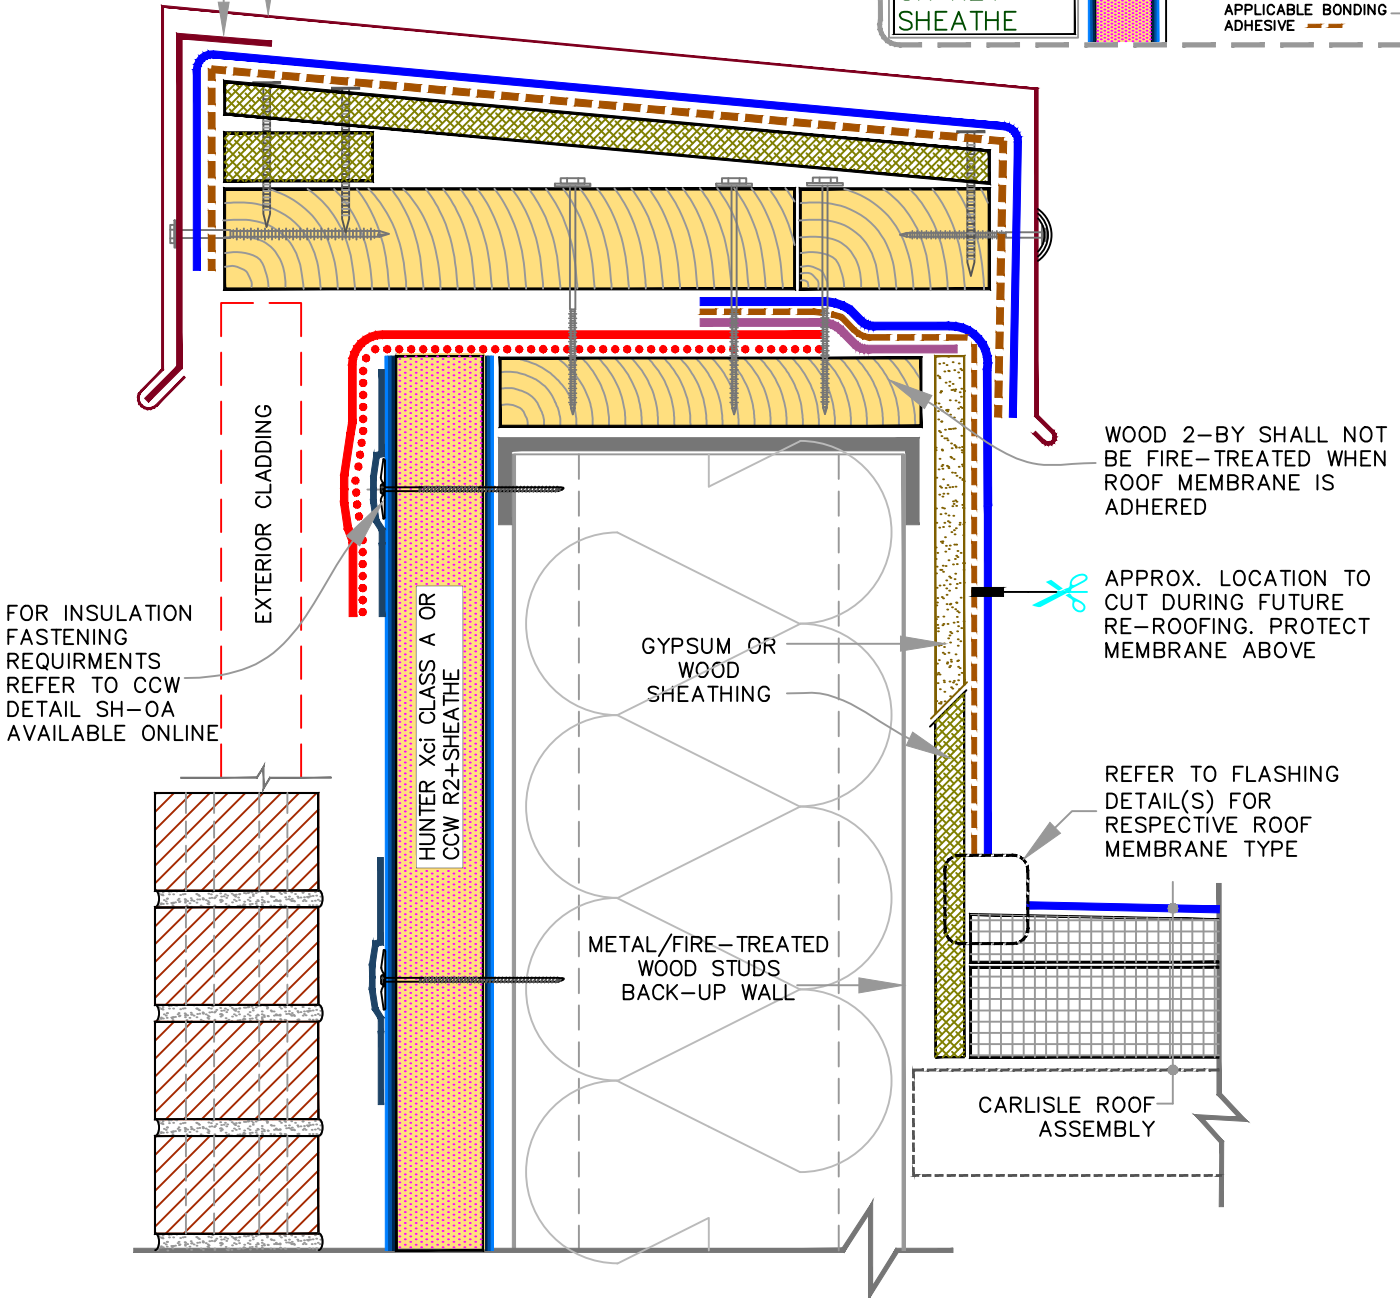 SHEATHE
APPLICABLE BONDING
ADHESIVE
WOOD 2-BY SHALL NOT
BE FIRE-TREATED WHEN
ROOF MEMBRANE IS
ADHERED
EXTERIOR CLADDING
APPROX. LOCATION TO
CUT DURING FUTURE
RE-ROOFING. PROTECT
MEMBRANE ABOVE
FOR INSULATION
FASTENING
REQUIRMENTS
REFER TO CCW
DETAIL SH-OA
AVAILABLE ONLINE
HUNTER Xci CLASS A OR
CCW R2+SHEATHE
GYPSUM OR
WOOD
SHEATHING
REFER TO FLASHING
DETAIL(S) FOR
RESPECTIVE ROOF
MEMBRANE TYPE
METAL/FIRE-TREATED
WOOD STUDS
BACK-UP WALL
CARLISLE ROOF
ASSEMBLY